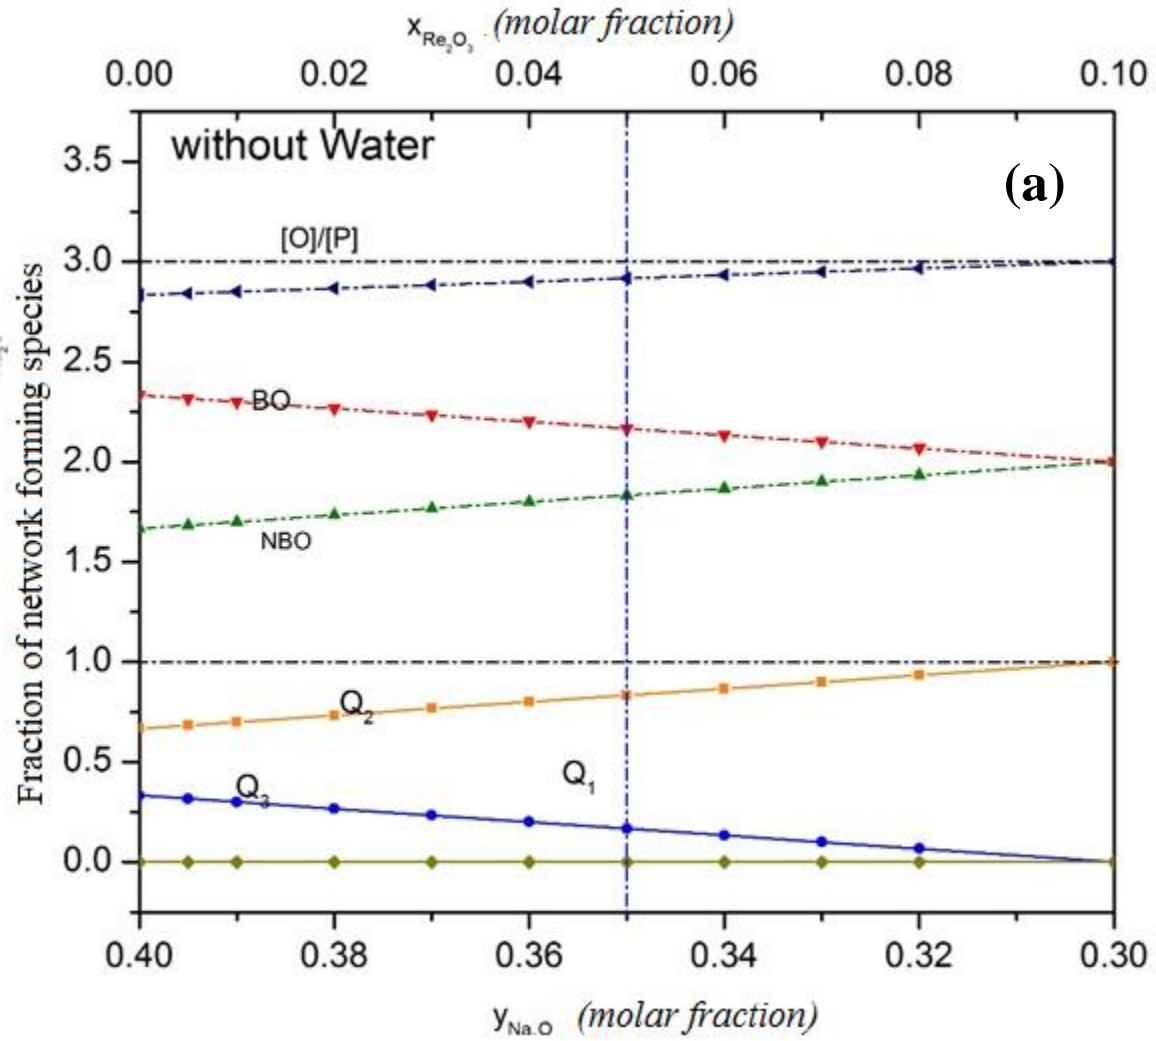 xRe₂O₃ (molar fraction)
0.00 0.02 0.04 0.06 0.08 0.10
without Water
(a)
3.5
[O]/[P]
3.0
2.5
BO
2.0
NBO
1.5
1.0
Q₂
0.5
Q₃
Q₁
0.0
Fraction of network forming species
0.40 0.38 0.36 0.34 0.32 0.30
yNa.O (molar fraction)